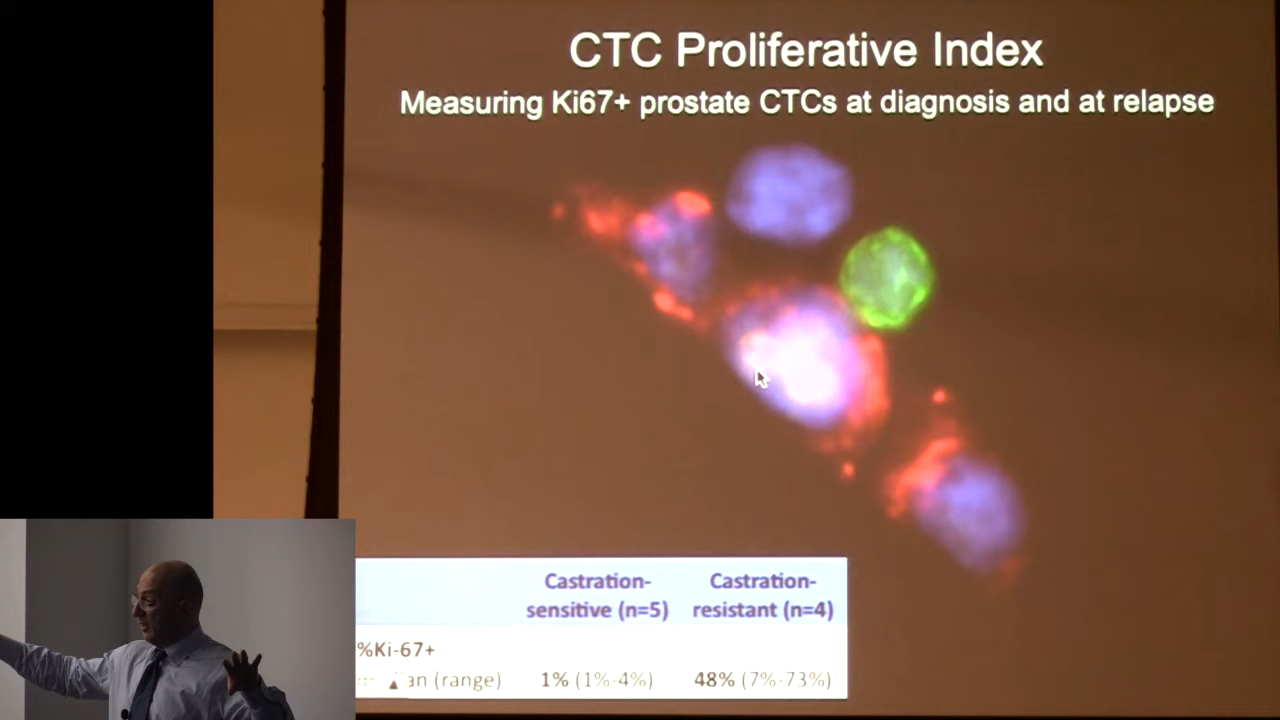 CTC Proliferative Index
Measuring Ki67+ prostate CTCs at diagnosis and at relapse
Castration-sensitive (n=5)
Castration-resistant (n=4)
%Ki-67+
(range) 1% (1%-4%) 48% (7%-73%)